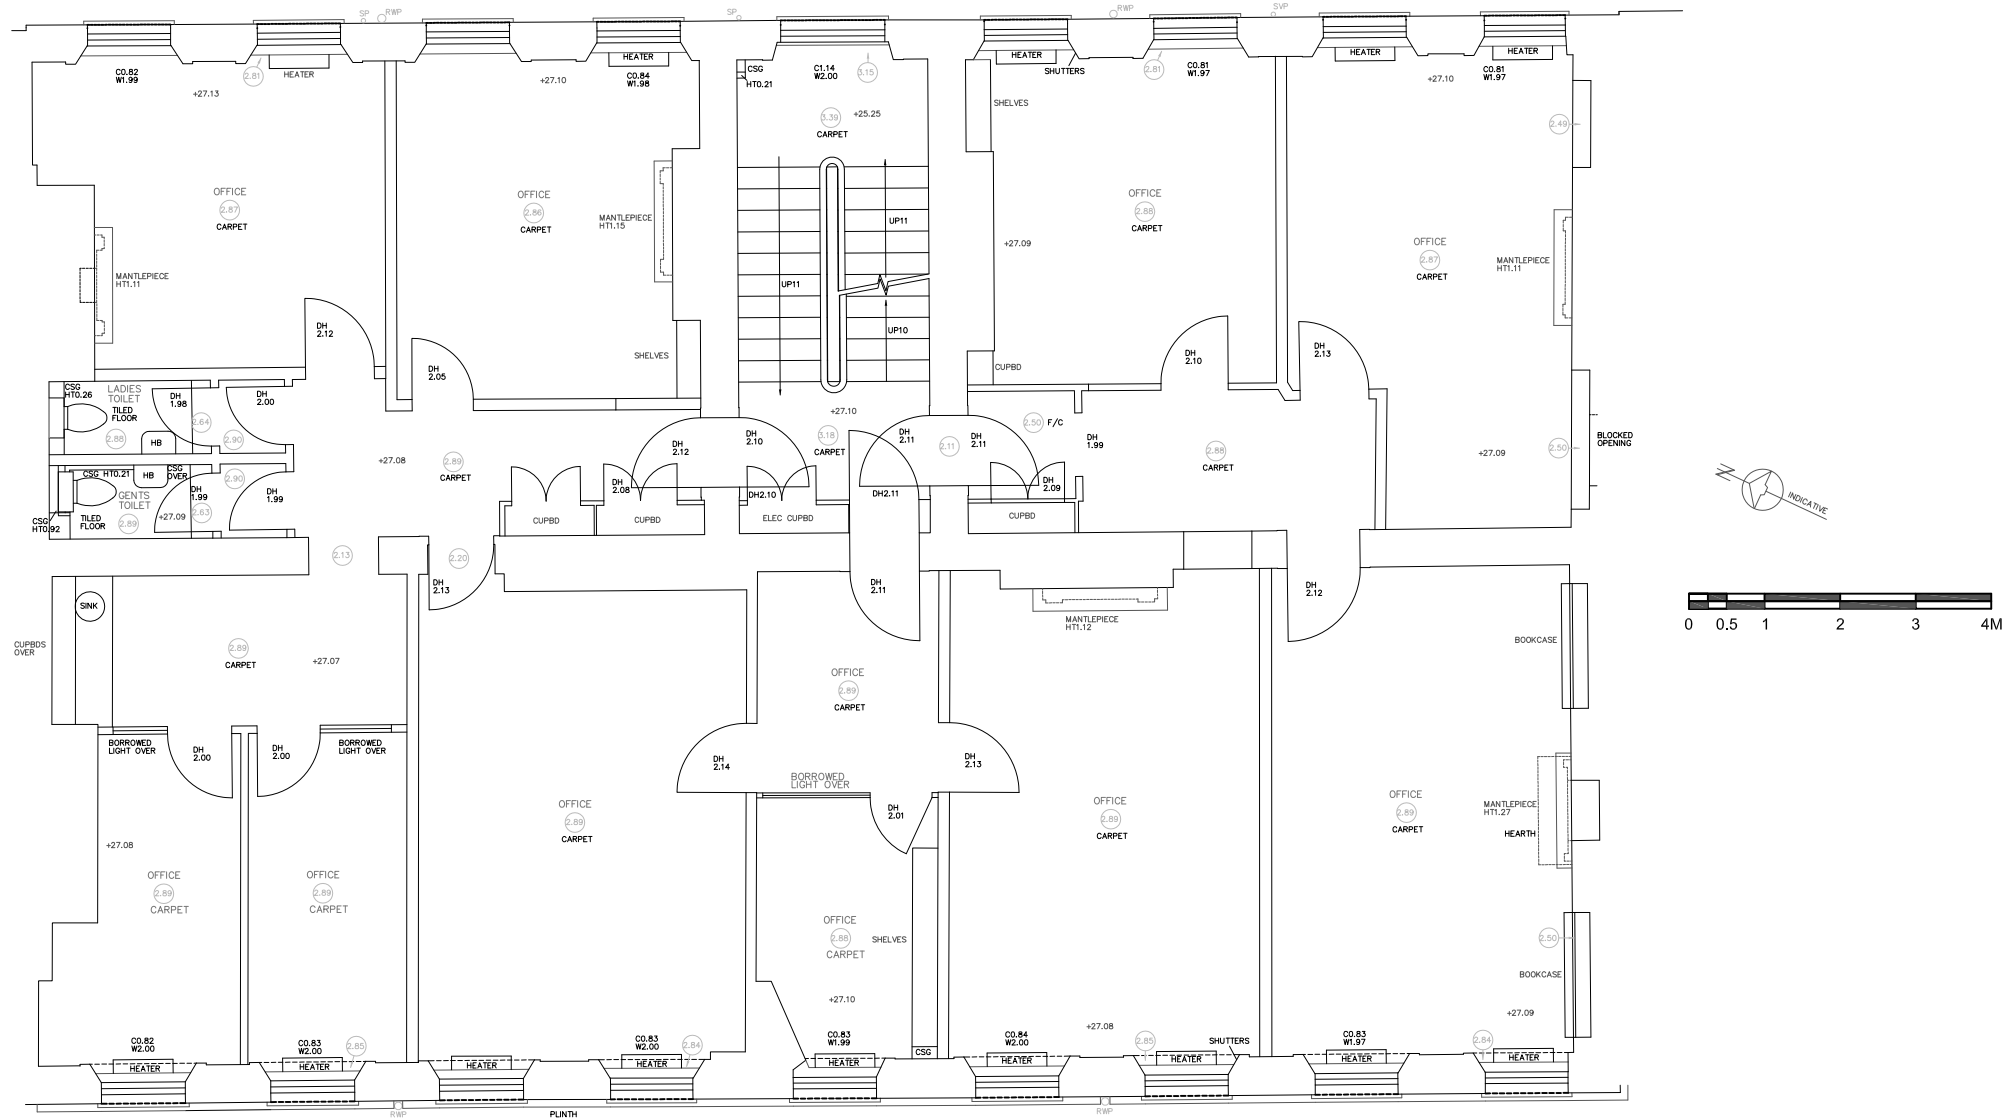 SP
RWP
SP
RWP
SVP
C0.82
W1.99
2.81
HEATER
+27.13
+27.10
HEATER
C0.84
W1.98
CSG
HT0.21
C1.14
W2.00
3.15
3.39
+25.25
CARPET
HEATER
SHUTTERS
2.81
C0.81
W1.97
HEATER
+27.10
HEATER
C0.81
W1.97
SHELVES
2.49
OFFICE
2.87
CARPET
OFFICE
2.86
CARPET
MANTLEPIECE
HT1.15
UP11
UP11
UP10
OFFICE
2.88
CARPET
+27.09
OFFICE
2.87
CARPET
MANTLEPIECE
HT1.11
MANTLEPIECE
HT1.11
DH
2.12
DH
2.05
SHELVES
CUPBD
DH
2.10
DH
2.13
CSG
HT0.26
LADIES
TOILET
TILED
FLOOR
2.88
HB
DH
1.98
2.64
2.90
DH
2.00
+27.08
2.89
CARPET
DH
2.12
DH
2.10
+27.10
3.18
CARPET
DH
2.11
2.11
DH
2.11
2.50
F/C
DH
1.99
2.88
CARPET
+27.09
2.50
BLOCKED
OPENING
CSG HT0.21
HB
CSG
OVER
GENTS
TOILET
TILED
FLOOR
2.89
CSG
HT0.92
+27.09
DH
1.99
2.63
2.90
DH
1.99
DH
2.08
DH2.10
DH2.11
DH
2.09
CUPBD
CUPBD
ELEC CUPBD
CUPBD
N
INDICATIVE
2.13
2.20
DH
2.13
DH
2.11
DH
2.12
SINK
CUPBDS
OVER
2.89
CARPET
+27.07
MANTLEPIECE
HT1.12
BOOKCASE
0 0.5 1 2 3 4M
OFFICE
2.89
CARPET
BORROWED
LIGHT OVER
DH
2.00
DH
2.00
BORROWED
LIGHT OVER
DH
2.14
DH
2.13
BORROWED
LIGHT OVER
DH
2.01
OFFICE
2.89
CARPET
OFFICE
2.89
CARPET
OFFICE
2.89
CARPET
MANTLEPIECE
HT1.27
HEARTH
+27.08
OFFICE
2.89
CARPET
OFFICE
2.89
CARPET
OFFICE
2.88
CARPET
SHELVES
2.50
BOOKCASE
+27.10
+27.08
+27.09
C0.82
W2.00
HEATER
C0.83
W2.00
HEATER
2.85
HEATER
C0.83
W2.00
HEATER
2.84
C0.83
W1.99
HEATER
CSG
C0.84
W2.00
HEATER
2.85
HEATER
SHUTTERS
C0.83
W1.97
HEATER
2.84
HEATER
RWP
PLINTH
RWP